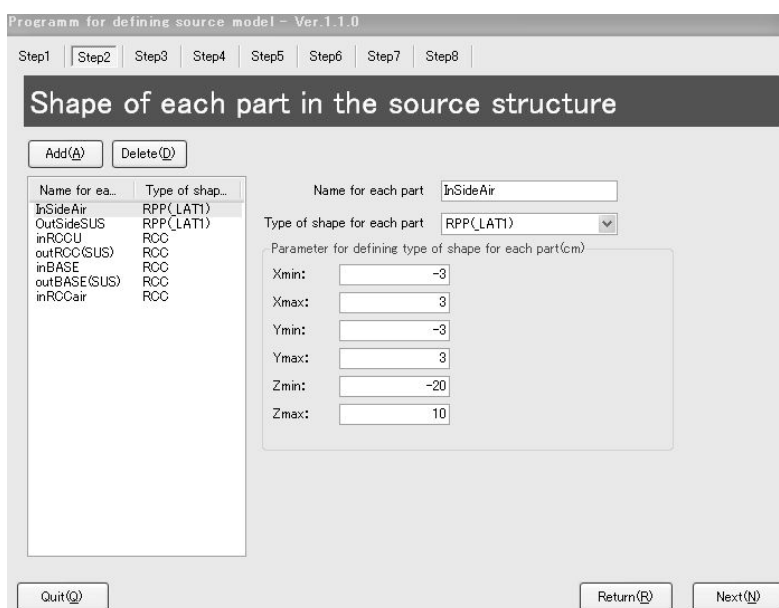 Programm for defining source model - Ver.1.1.0
Step1 Step2 Step3 Step4 Step5 Step6 Step7 Step8
Shape of each part in the source structure
Add(A) Delete(D)
Name for ea... Type of shap...
InSideAir RPP(_LAT1)
OutSideSUS RPP(_LAT1)
inRCCU RCC
outRCC(SUS) RCC
inBASE RCC
outBASE(SUS) RCC
inRCCair RCC
Name for each part InSideAir
Type of shape for each part RPP(_LAT1)
Parameter for defining type of shape for each part(cm)
Xmin: -3
Xmax: 3
Ymin: -3
Ymax: 3
Zmin: -20
Zmax: 10
Quit(Q) Return(R) Next(N)